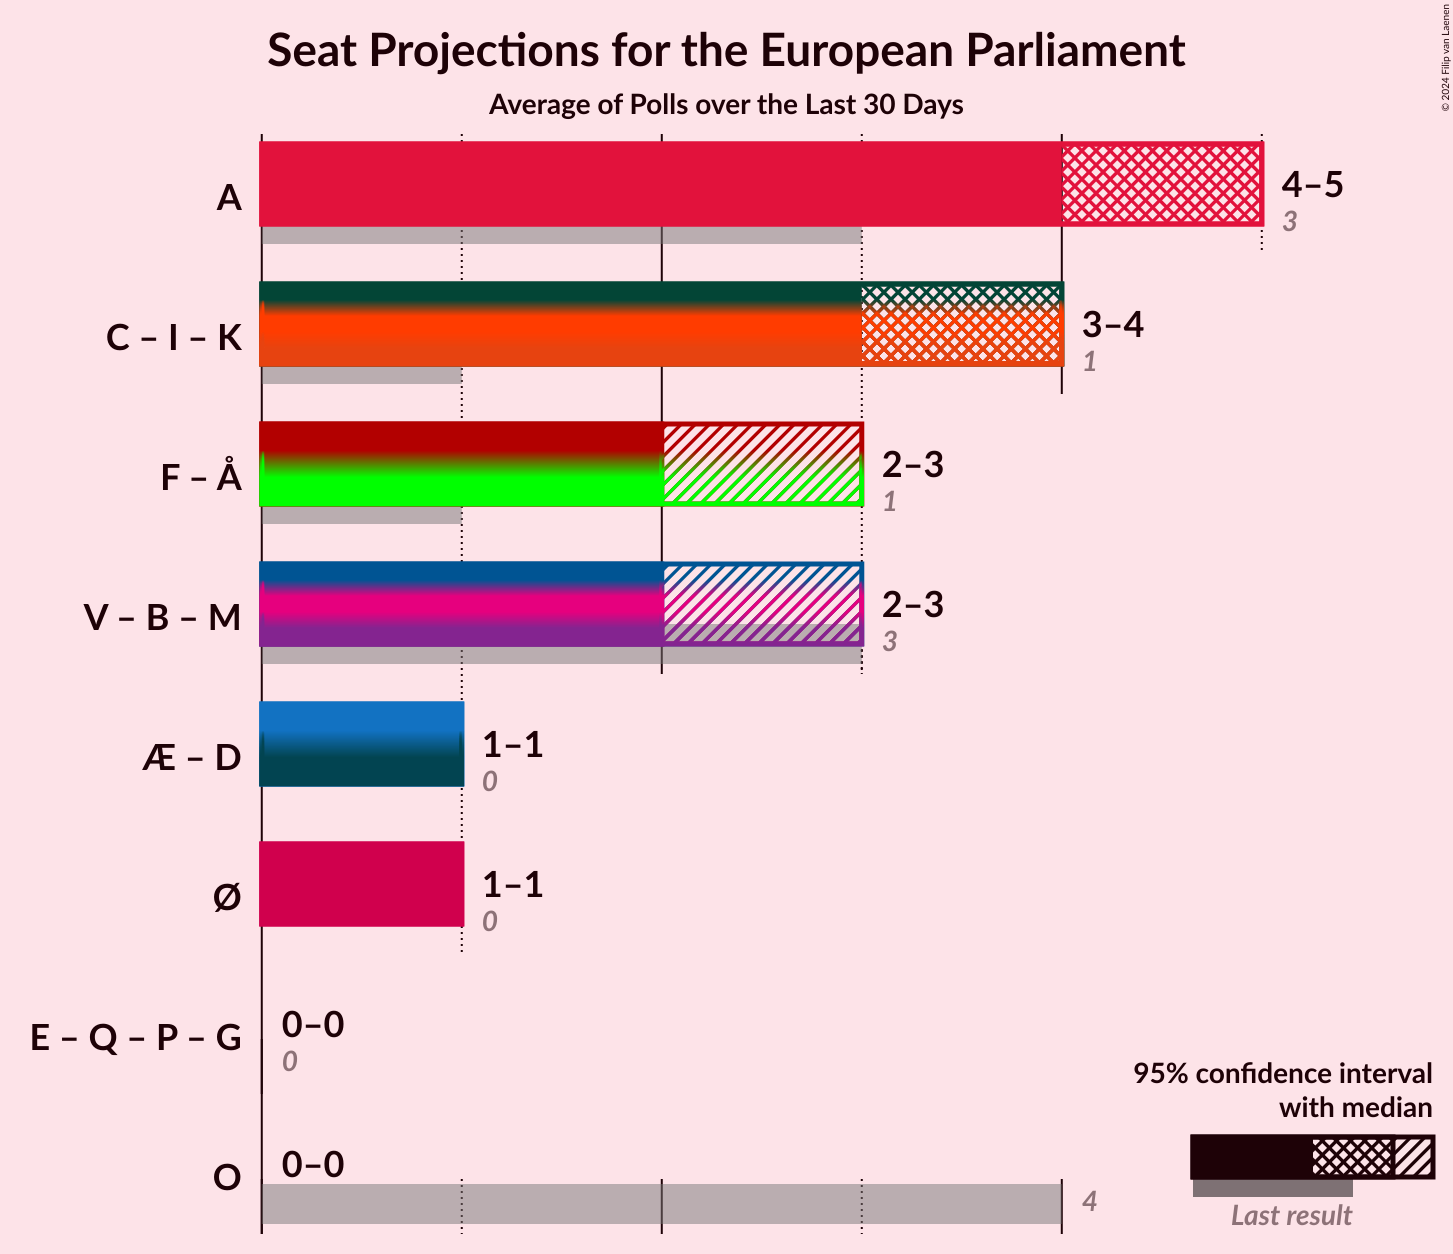 Seat Projections for the European Parliament
Average of Polls over the Last 30 Days
© 2024 Filip van Laenen
A
4–5
3
C – I – K
3–4
1
F – Å
2–3
1
V – B – M
2–3
3
Æ – D
1–1
0
Ø
1–1
0
E – Q – P – G
0–0
0
O
0–0
4
95% confidence interval
with median
Last result